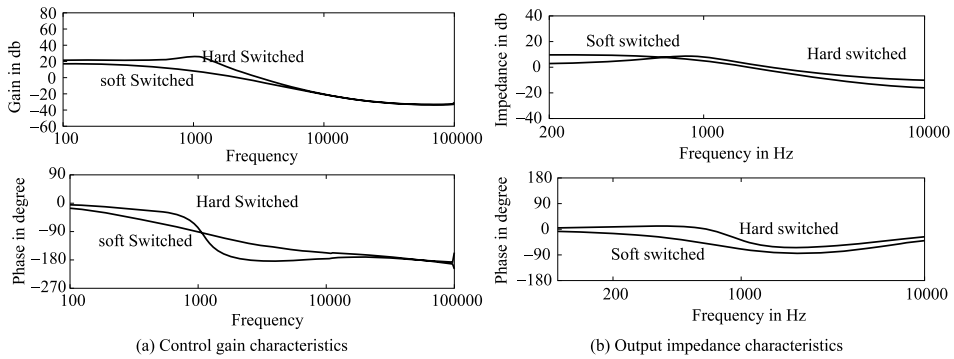 80
60
40
20
0
−20
−40
−60
Gain in db
Hard Switched
soft Switched
100
1000
10000
100000
Frequency
90
0
−90
−180
−270
Phase in degree
Hard Switched
soft Switched
100
1000
10000
100000
Frequency
(a) Control gain characteristics
40
20
0
−20
−40
Impedance in db
Soft switched
Hard switched
200
1000
10000
Frequency in Hz
180
90
0
−90
−180
Phase in degree
Hard switched
Soft switched
200
1000
10000
Frequency in Hz
(b) Output impedance characteristics